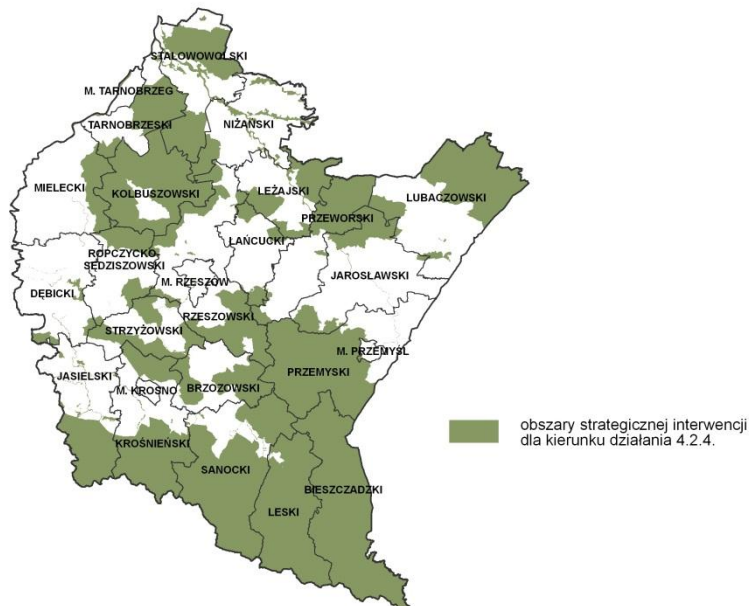 STALOWOWOLSKI
M. TARNOBRZEG
TARNOBRZESKI
NIŻAŃSKI
MIELECKI
KOLBUSZOWSKI
LEŻAJSKI
LUBACZOWSKI
PRZEWORSKI
ROPCZYCKO-
SĘDZISZOWSKI
ŁAŃCUCKI
JAROSŁAWSKI
M. RZESZÓW
DĘBICKI
RZESZOWSKI
STRZYŻOWSKI
M. PRZEMYŚL
JASIELSKI
M. KROSNO
BRZOZOWSKI
PRZEMYSKI
KROŚNIEŃSKI
SANOCKI
BIESZCZADZKI
LESKI
obszary strategicznej interwencji
dla kierunku działania 4.2.4.